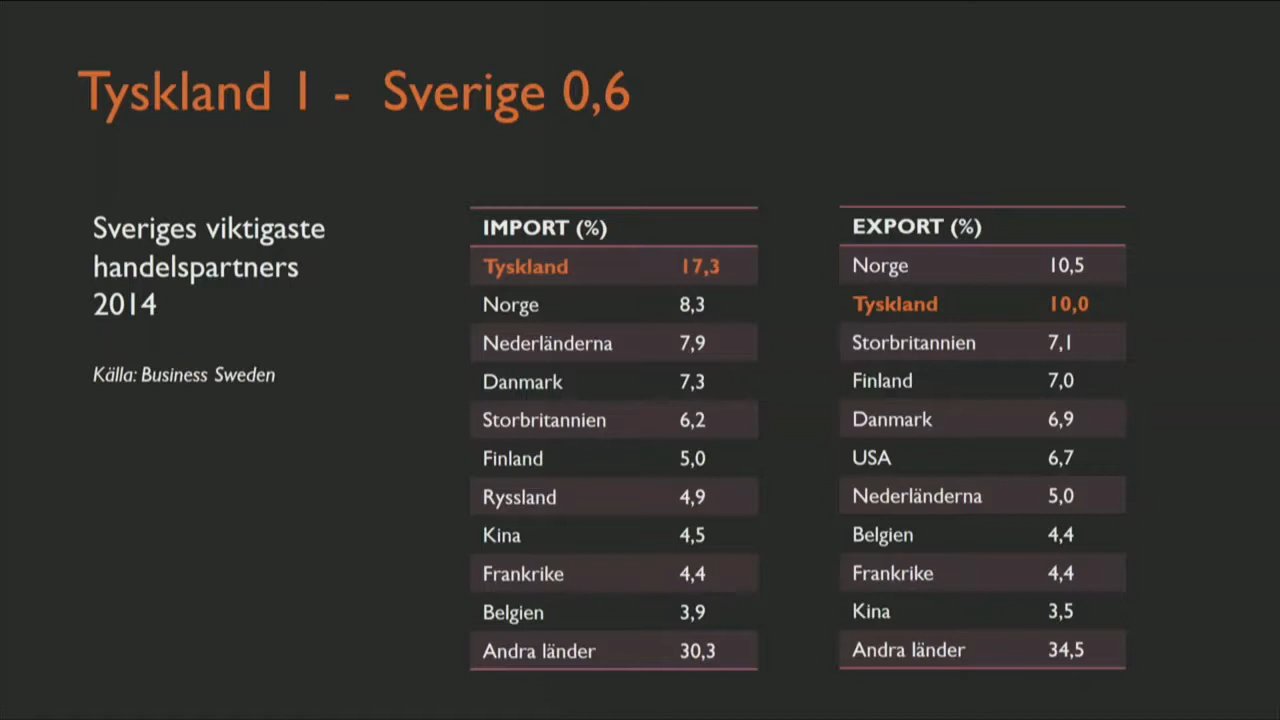 Tyskland 1 - Sverige 0,6
Sveriges viktigaste
handelspartners
2014
Källa: Business Sweden
IMPORT (%)
Tyskland 17,3
Norge 8,3
Nederländerna 7,9
Danmark 7,3
Storbritannien 6,2
Finland 5,0
Ryssland 4,9
Kina 4,5
Frankrike 4,4
Belgien 3,9
Andra länder 30,3
EXPORT (%)
Norge 10,5
Tyskland 10,0
Storbritannien 7,1
Finland 7,0
Danmark 6,9
USA 6,7
Nederländerna 5,0
Belgien 4,4
Frankrike 4,4
Kina 3,5
Andra länder 34,5